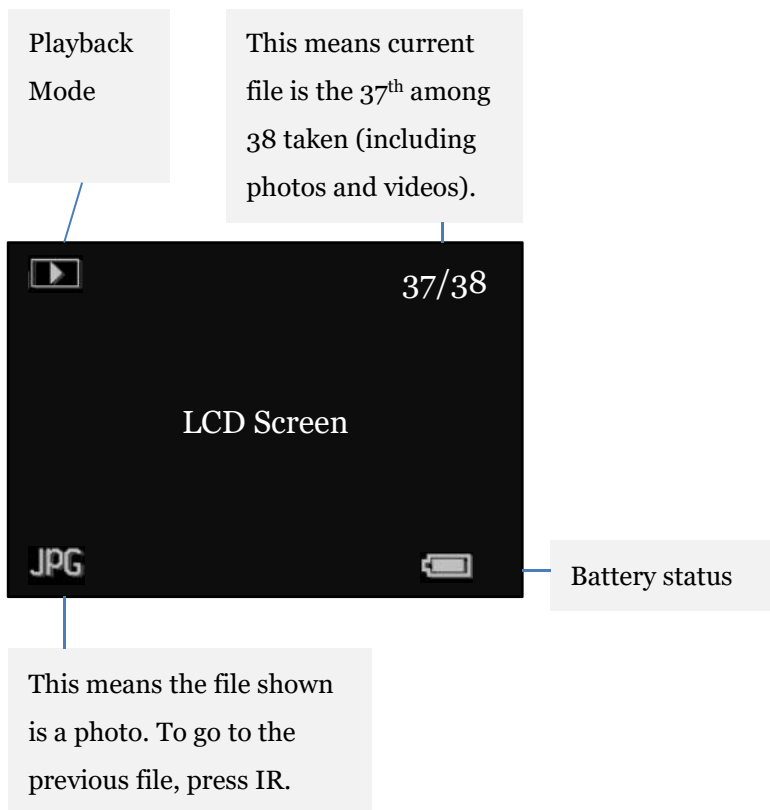 Playback
Mode
This means current
file is the 37th among
38 taken (including
photos and videos).
37/38
LCD Screen
JPG
Battery status
This means the file shown
is a photo. To go to the
previous file, press IR.